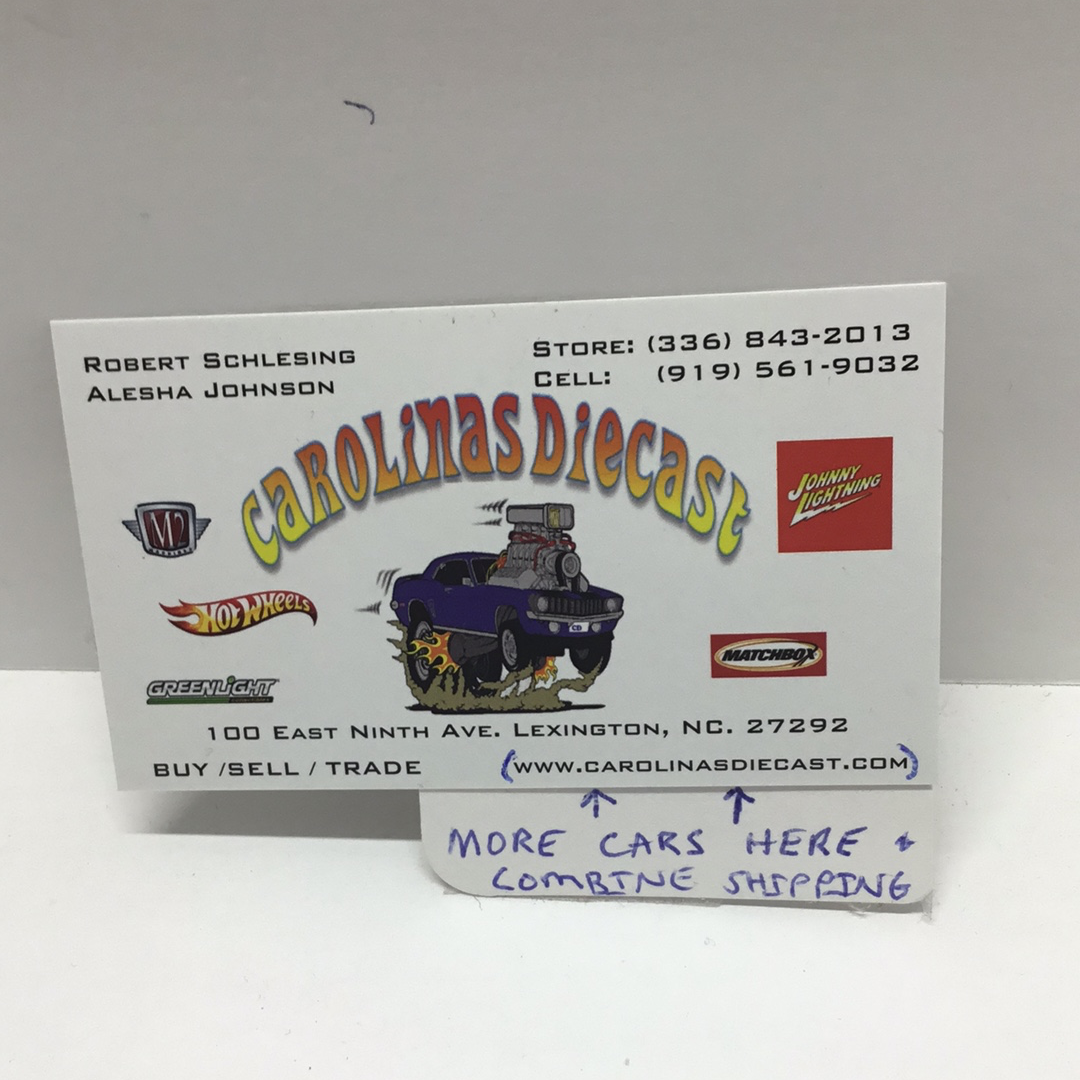 ROBERT SCHLESING
ALESHA JOHNSON
STORE: (336) 843-2013
CELL: (919) 561-9032
CAROLINAS DIECAST
M2
JOHNNY
LIGHTNING
HOT WHEELS
CD
MATCHBOX
GREENLIGHT
100 EAST NINTH AVE. LEXINGTON, NC. 27292
BUY /SELL / TRADE
(WWW.CAROLINASDIECAST.COM)
MORE CARS HERE +
COMBINE SHIPPING